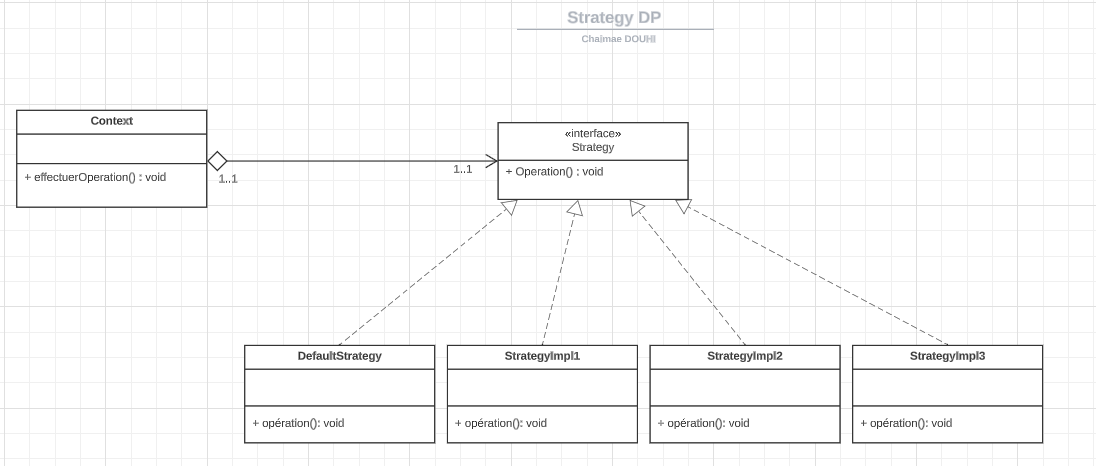 Strategy DP
Chaimae DOUHI
Context
+ effectuerOperation() : void
1..1
1..1
«interface»
Strategy
+ Operation() : void
DefaultStrategy
+ opération(): void
StrategyImpl1
+ opération(): void
StrategyImpl2
+ opération(): void
StrategyImpl3
+ opération(): void